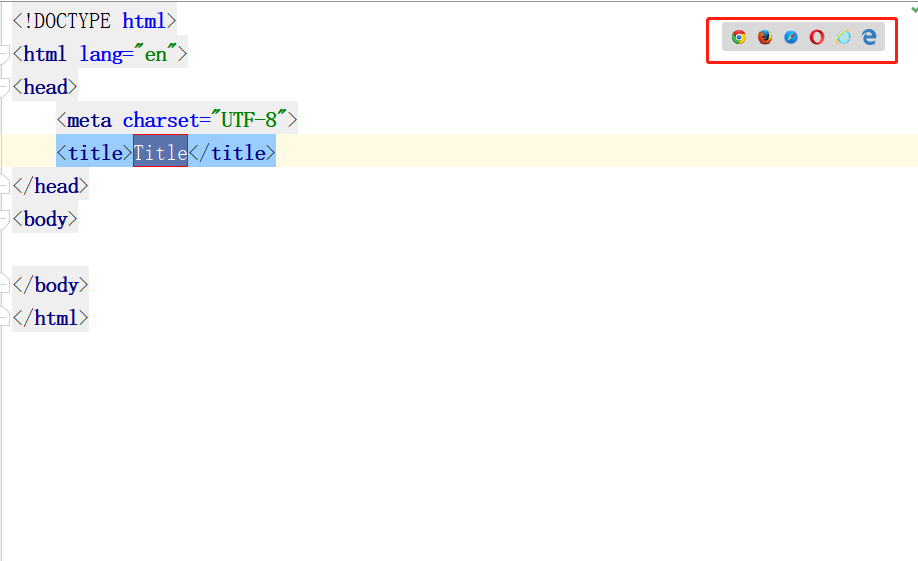 <!DOCTYPE html>
<html lang="en">
<head>
    <meta charset="UTF-8">
    <title>Title</title>
</head>
<body>

</body>
</html>